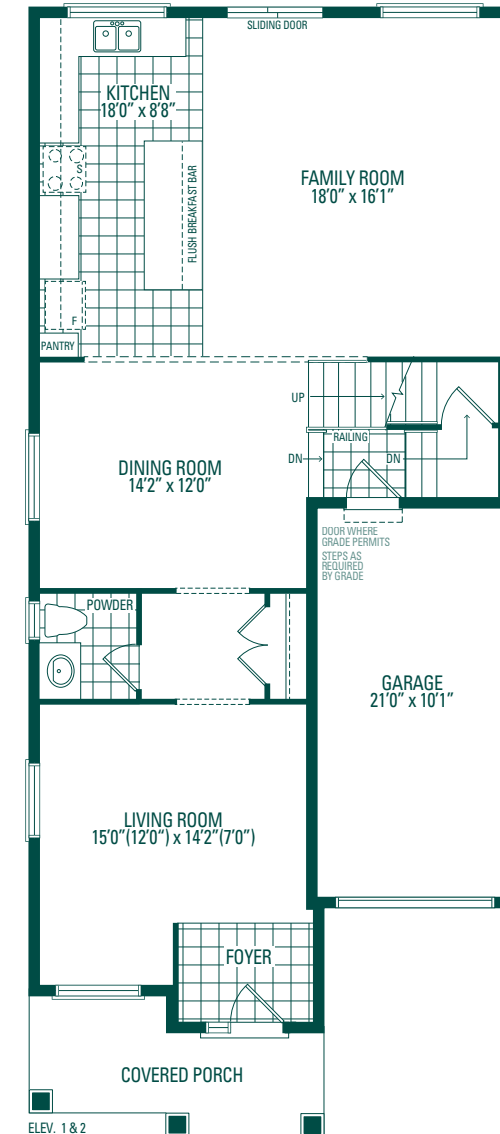 SLIDING DOOR
KITCHEN
18'0" x 8'8"
S
FLUSH BREAKFAST BAR
FAMILY ROOM
18'0" x 16'1"
F
PANTRY
UP
RAILING
DN
DN
DINING ROOM
14'2" x 12'0"
DOOR WHERE
GRADE PERMITS
STEPS AS
REQUIRED
BY GRADE
POWDER
GARAGE
21'0" x 10'1"
LIVING ROOM
15'0"(12'0") x 14'2"(7'0")
FOYER
COVERED PORCH
ELEV. 1 & 2